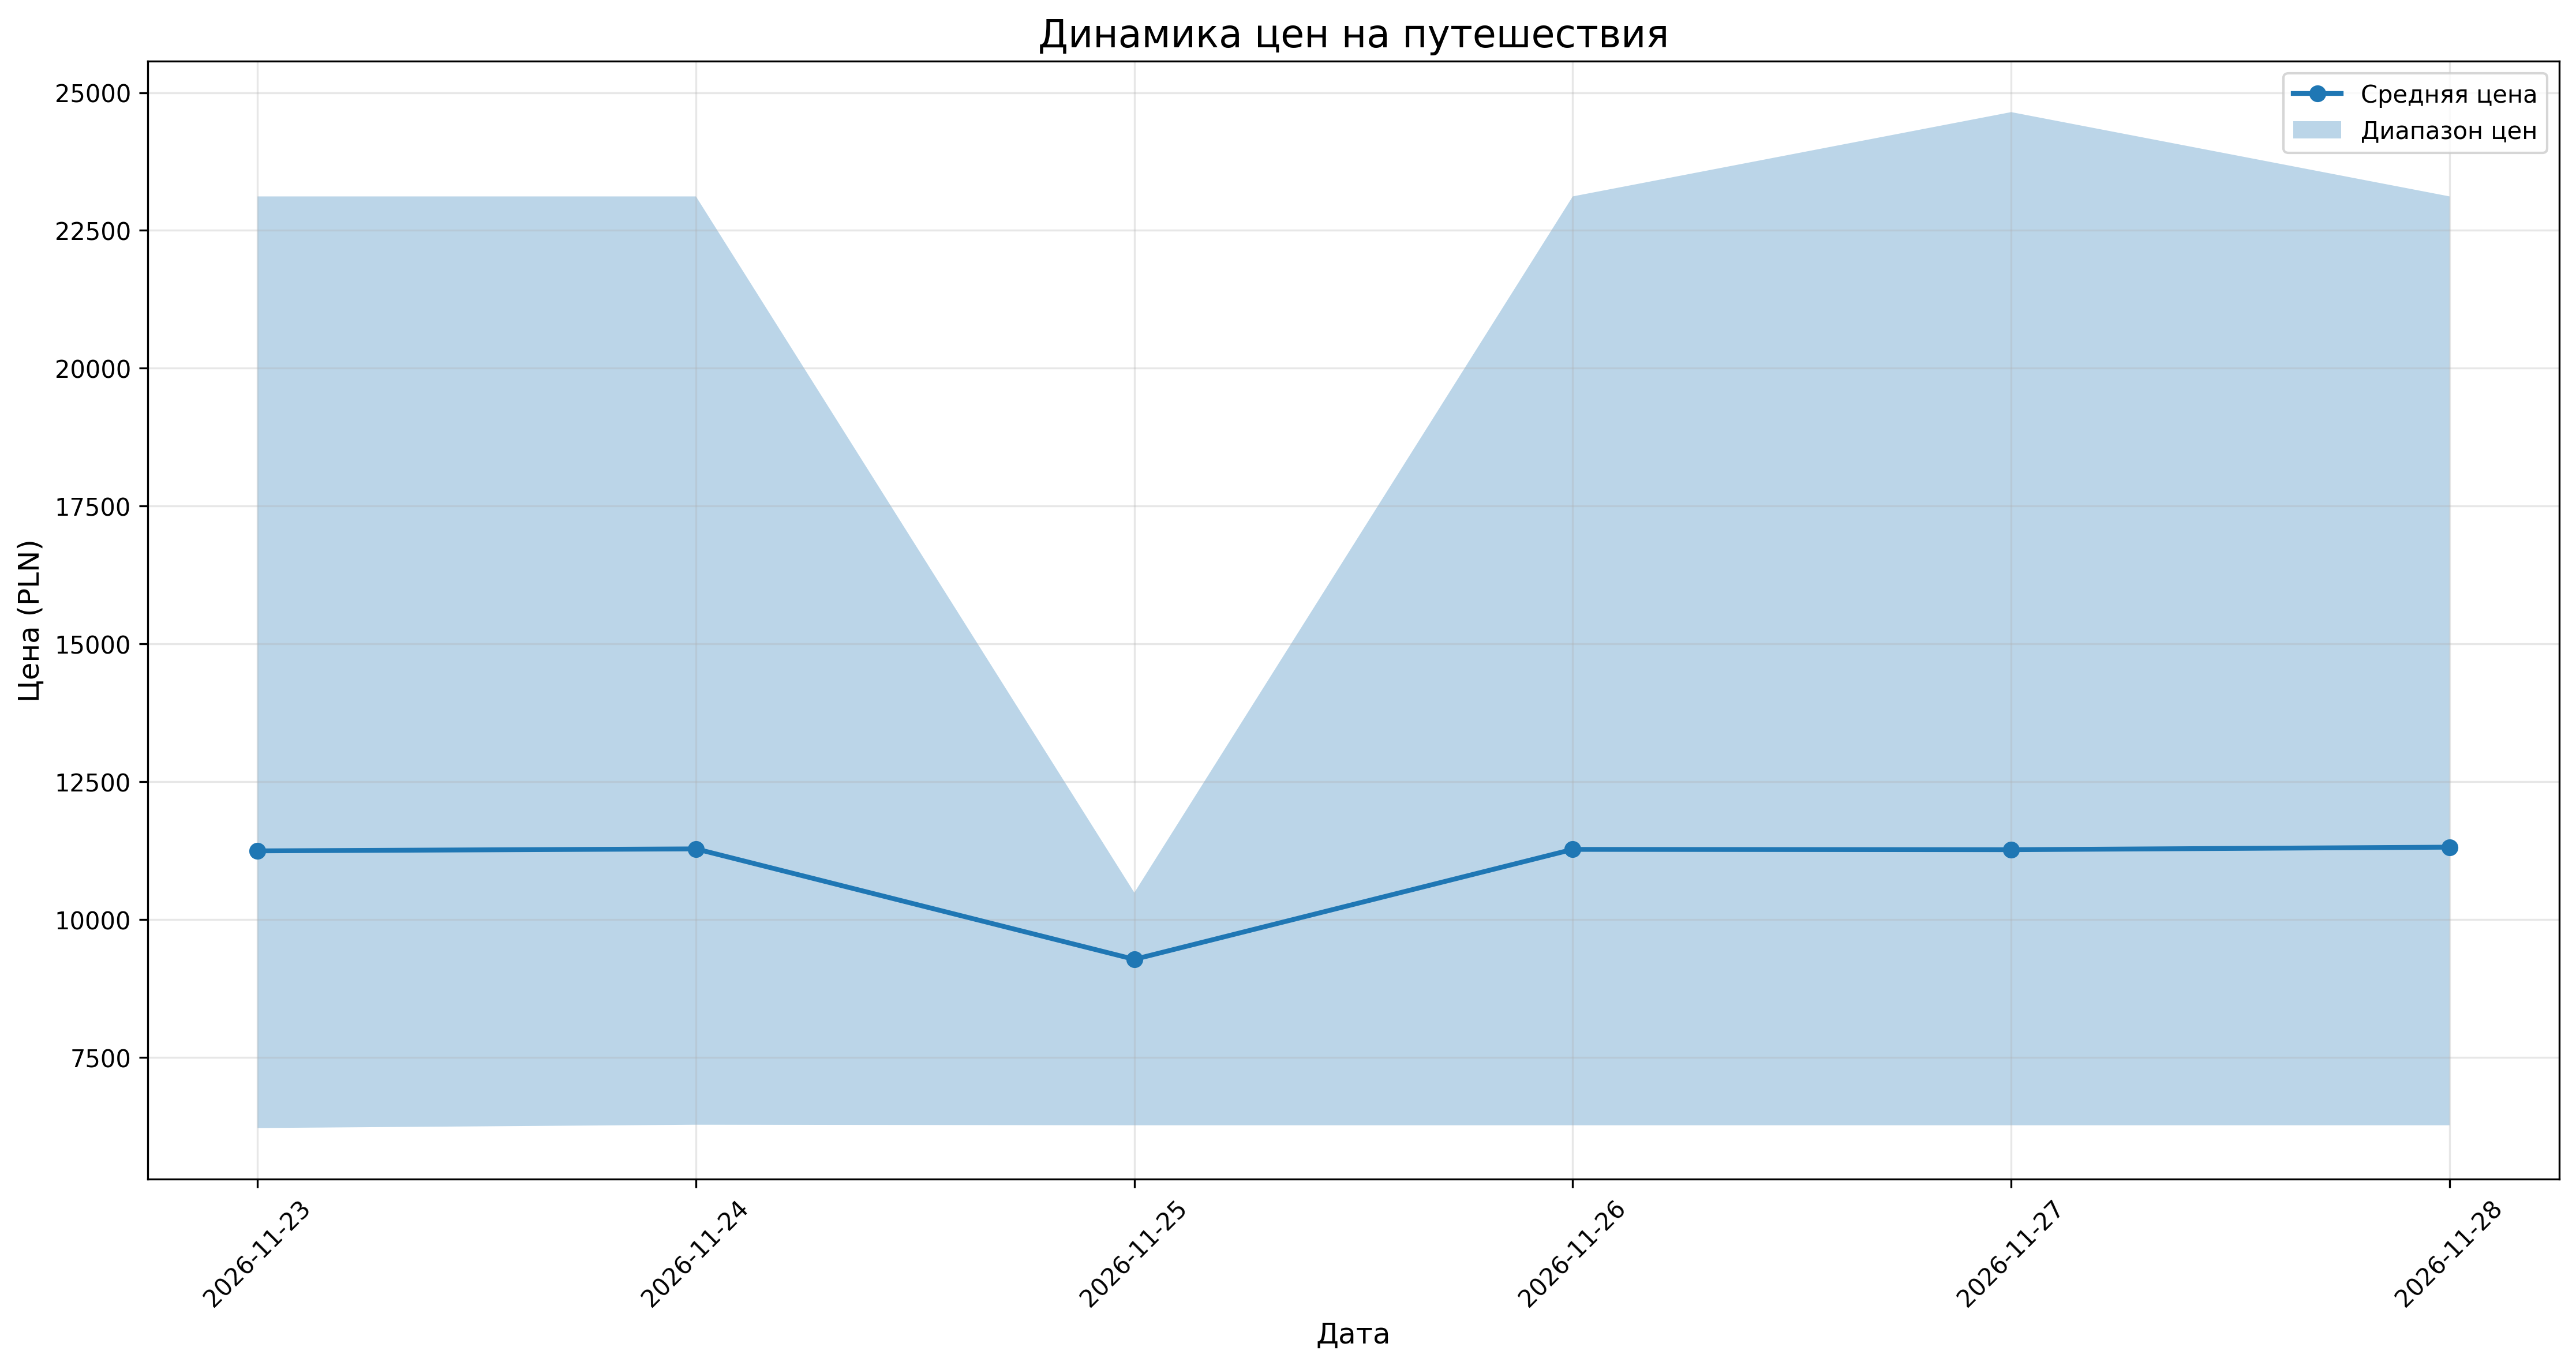 Динамика цен на путешествия
Средняя цена
Диапазон цен
25000
22500
20000
17500
15000
12500
10000
7500
Цена (PLN)
2026-11-23
2026-11-24
2026-11-25
2026-11-26
2026-11-27
2026-11-28
Дата